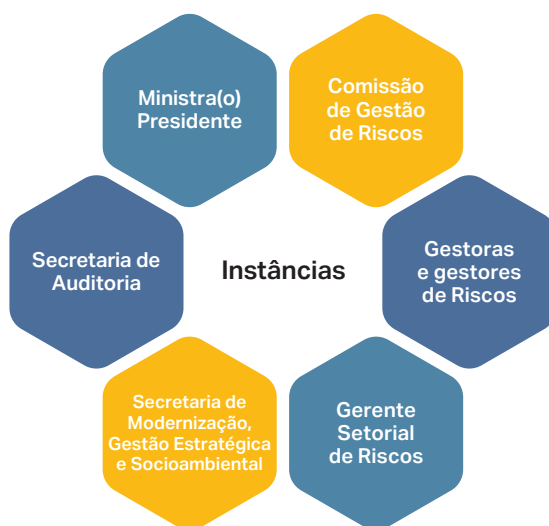 Ministra(o)
Presidente
Comissão
de Gestão
de Riscos
Secretaria de
Auditoria
Instâncias
Gestoras
e gestores
de Riscos
Secretaria de
Modernização,
Gestão Estratégica
e Socioambiental
Gerente
Setorial
de Riscos